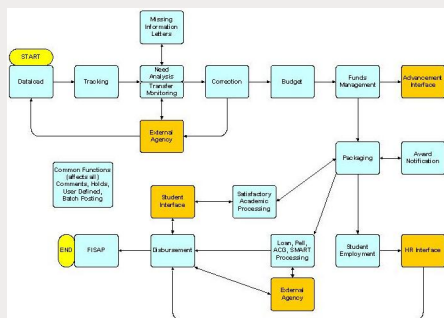 Missing
Information
Letters
START
Dataload
Tracking
Need
Analysis
Transfer
Monitoring
Correction
Budget
Funds
Management
Advancement
Interface
External
Agency
Common Functions
(affects all)
Comments, Holds,
User Defined,
Batch Posting
Packaging
Award
Notification
Student
Interface
Satisfactory
Academic
Processing
END
FISAP
Disbursement
Loan, Pell,
ACG, SMART
Processing
Student
Employment
HR Interface
External
Agency